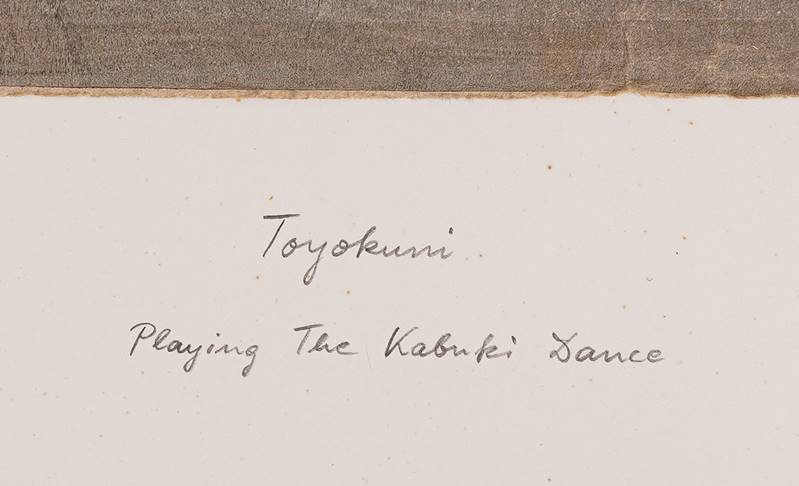 Toyokuni
Playing The Kabuki Dance